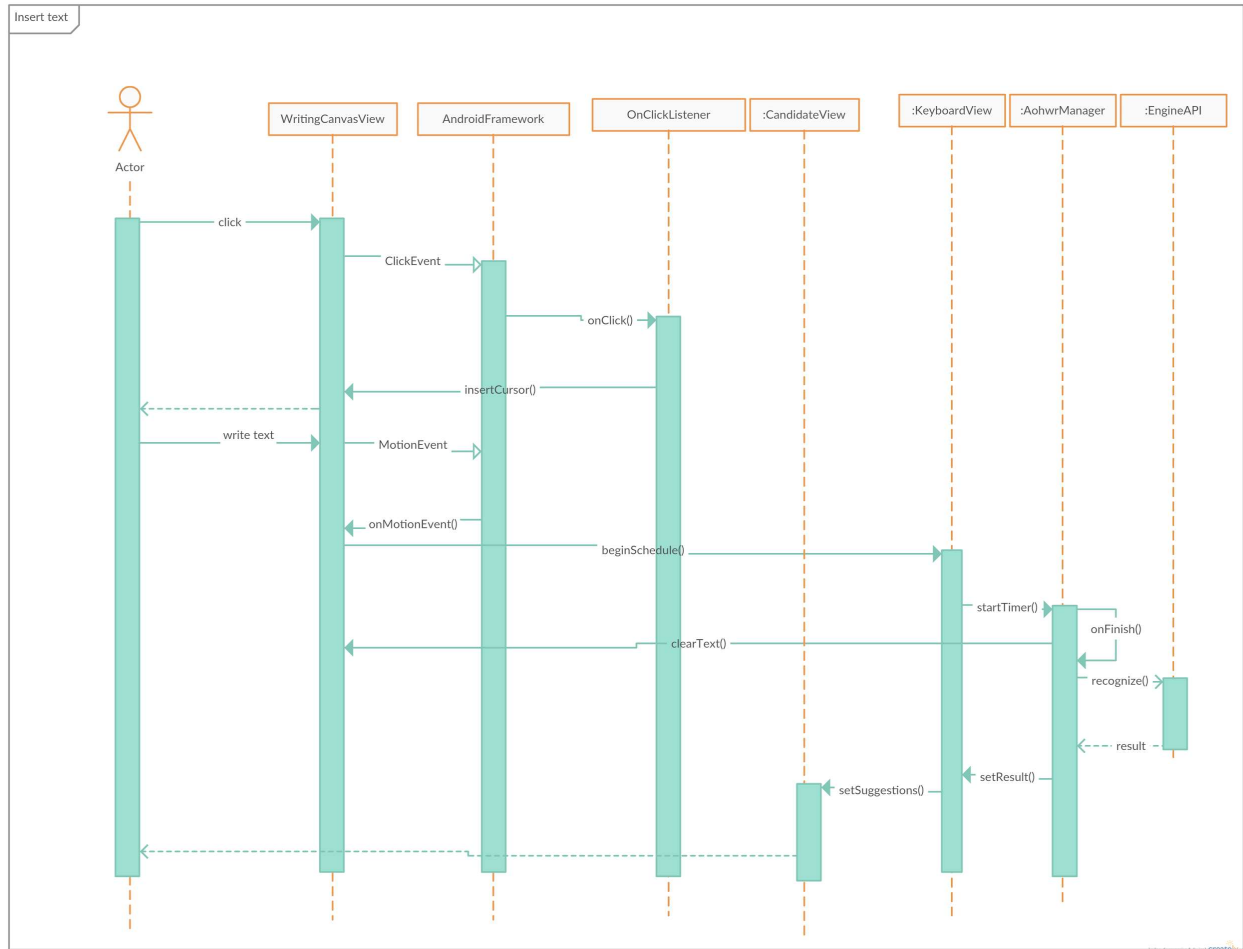 Insert text
WritingCanvasView
AndroidFramework
OnClickListener
:CandidateView
:KeyboardView
:AohwrManager
:EngineAPI
Actor
click
ClickEvent
onClick()
insertCursor()
write text
MotionEvent
onMotionEvent()
beginSchedule()
startTimer()
onFinish()
clearText()
recognize()
result
setResult()
setSuggestions()